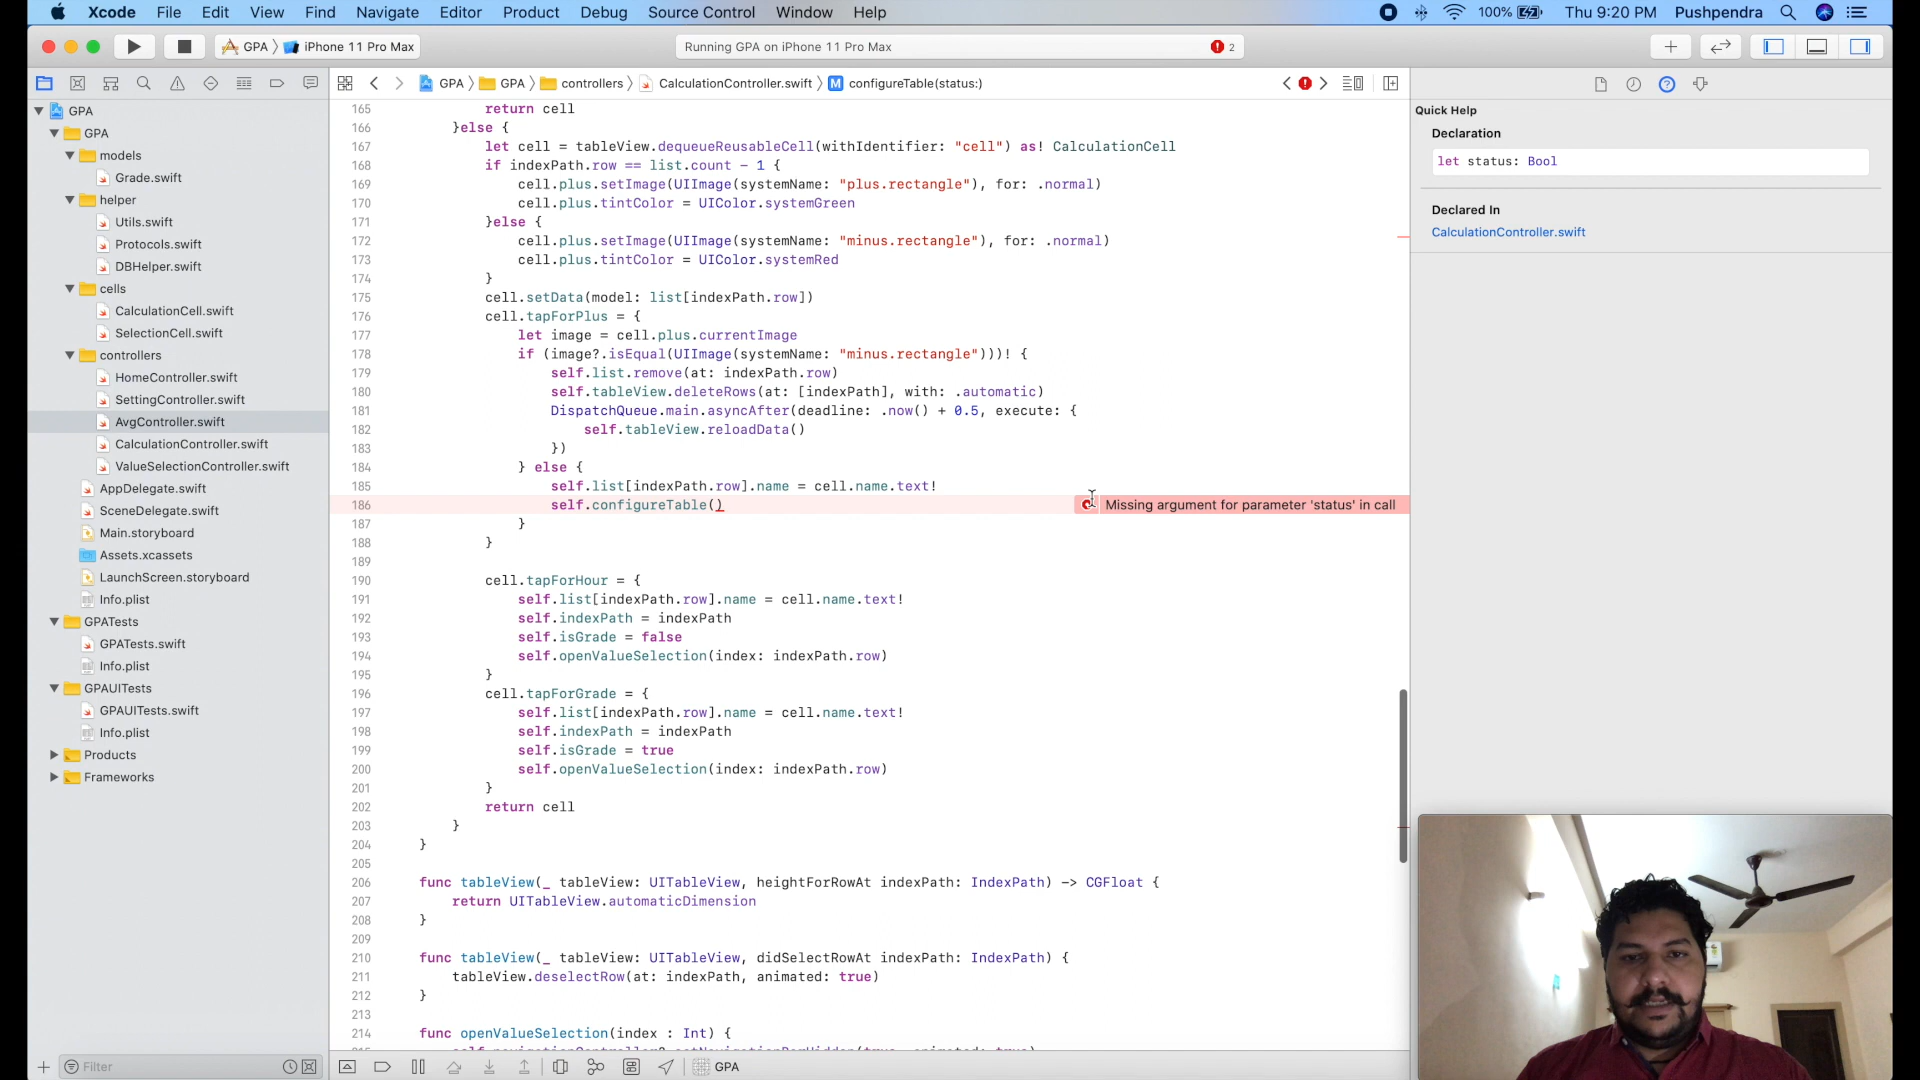 Xcode File Edit View Find Navigate Editor Product Debug Source Control Window Help 100% Thu 9:20 PM Pushpendra
GPA iPhone 11 Pro Max Running GPA on iPhone 11 Pro Max 2
GPA GPA controllers CalculationController.swift M configureTable(status:)
GPA
GPA
models
Grade.swift
helper
Utils.swift
Protocols.swift
DBHelper.swift
cells
CalculationCell.swift
SelectionCell.swift
controllers
HomeController.swift
SettingController.swift
AvgController.swift
CalculationController.swift
ValueSelectionController.swift
AppDelegate.swift
SceneDelegate.swift
Main.storyboard
Assets.xcassets
LaunchScreen.storyboard
Info.plist
GPATests
GPATests.swift
Info.plist
GPAUITests
GPAUITests.swift
Info.plist
Products
Frameworks
Filter
165 return cell
166 }else {
167 let cell = tableView.dequeueReusableCell(withIdentifier: "cell") as! CalculationCell
168 if indexPath.row == list.count - 1 {
169 cell.plus.setImage(UIImage(systemName: "plus.rectangle"), for: .normal)
170 cell.plus.tintColor = UIColor.systemGreen
171 }else {
172 cell.plus.setImage(UIImage(systemName: "minus.rectangle"), for: .normal)
173 cell.plus.tintColor = UIColor.systemRed
174 }
175 cell.setData(model: list[indexPath.row])
176 cell.tapForPlus = {
177 let image = cell.plus.currentImage
178 if (image?.isEqual(UIImage(systemName: "minus.rectangle")))! {
179 self.list.remove(at: indexPath.row)
180 self.tableView.deleteRows(at: [indexPath], with: .automatic)
181 DispatchQueue.main.asyncAfter(deadline: .now() + 0.5, execute: {
182 self.tableView.reloadData()
183 })
184 } else {
185 self.list[indexPath.row].name = cell.name.text!
186 self.configureTable() Missing argument for parameter 'status' in call
187 }
188 }
189
190 cell.tapForHour = {
191 self.list[indexPath.row].name = cell.name.text!
192 self.indexPath = indexPath
193 self.isGrade = false
194 self.openValueSelection(index: indexPath.row)
195 }
196 cell.tapForGrade = {
197 self.list[indexPath.row].name = cell.name.text!
198 self.indexPath = indexPath
199 self.isGrade = true
200 self.openValueSelection(index: indexPath.row)
201 }
202 return cell
203 }
204 }
205
206 func tableView(_ tableView: UITableView, heightForRowAt indexPath: IndexPath) -> CGFloat {
207 return UITableView.automaticDimension
208 }
209
210 func tableView(_ tableView: UITableView, didSelectRowAt indexPath: IndexPath) {
211 tableView.deselectRow(at: indexPath, animated: true)
212 }
213
214 func openValueSelection(index : Int) {
GPA
Quick Help
Declaration
let status: Bool
Declared In
CalculationController.swift